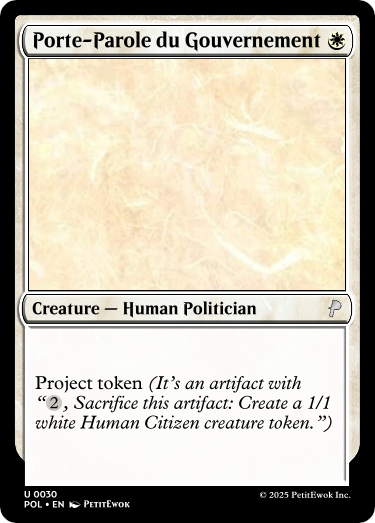 Porte-Parole du Gouvernement
Creature — Human Politician
Project token (It's an artifact with
“2, Sacrifice this artifact: Create a 1/1
white Human Citizen creature token.”)
U 0030
POL • EN PetitEwok
© 2025 PetitEwok Inc.